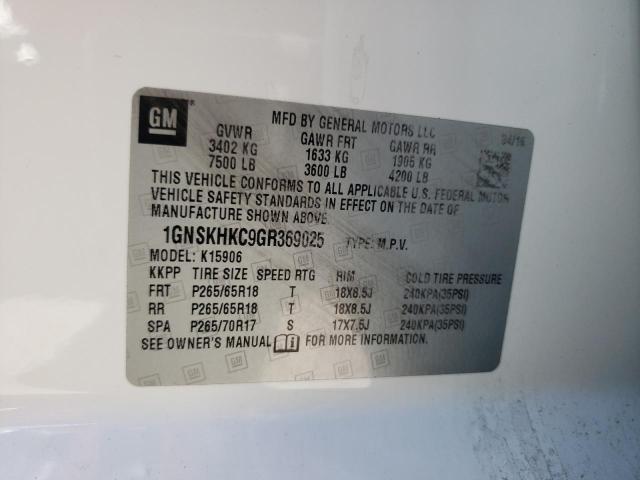 GM
MFD BY GENERAL MOTORS LLC 04/16
GVWR GAWR FRT GAWR RR
3402 KG 1633 KG 1905 KG
7500 LB 3600 LB 4200 LB
THIS VEHICLE CONFORMS TO ALL APPLICABLE U.S. FEDERAL MOTOR
VEHICLE SAFETY STANDARDS IN EFFECT ON THE DATE OF
MANUFACTURE SHOWN ABOVE.
1GNSKHKC9GR369025 TYPE: M.P.V.
MODEL: K15906
KKPP TIRE SIZE SPEED RTG RIM COLD TIRE PRESSURE
FRT P265/65R18 T 18X8.5J 240KPA(35PSI)
RR P265/65R18 T 18X8.5J 240KPA(35PSI)
SPA P265/70R17 S 17X7.5J 240KPA(35PSI)
SEE OWNER'S MANUAL FOR MORE INFORMATION.